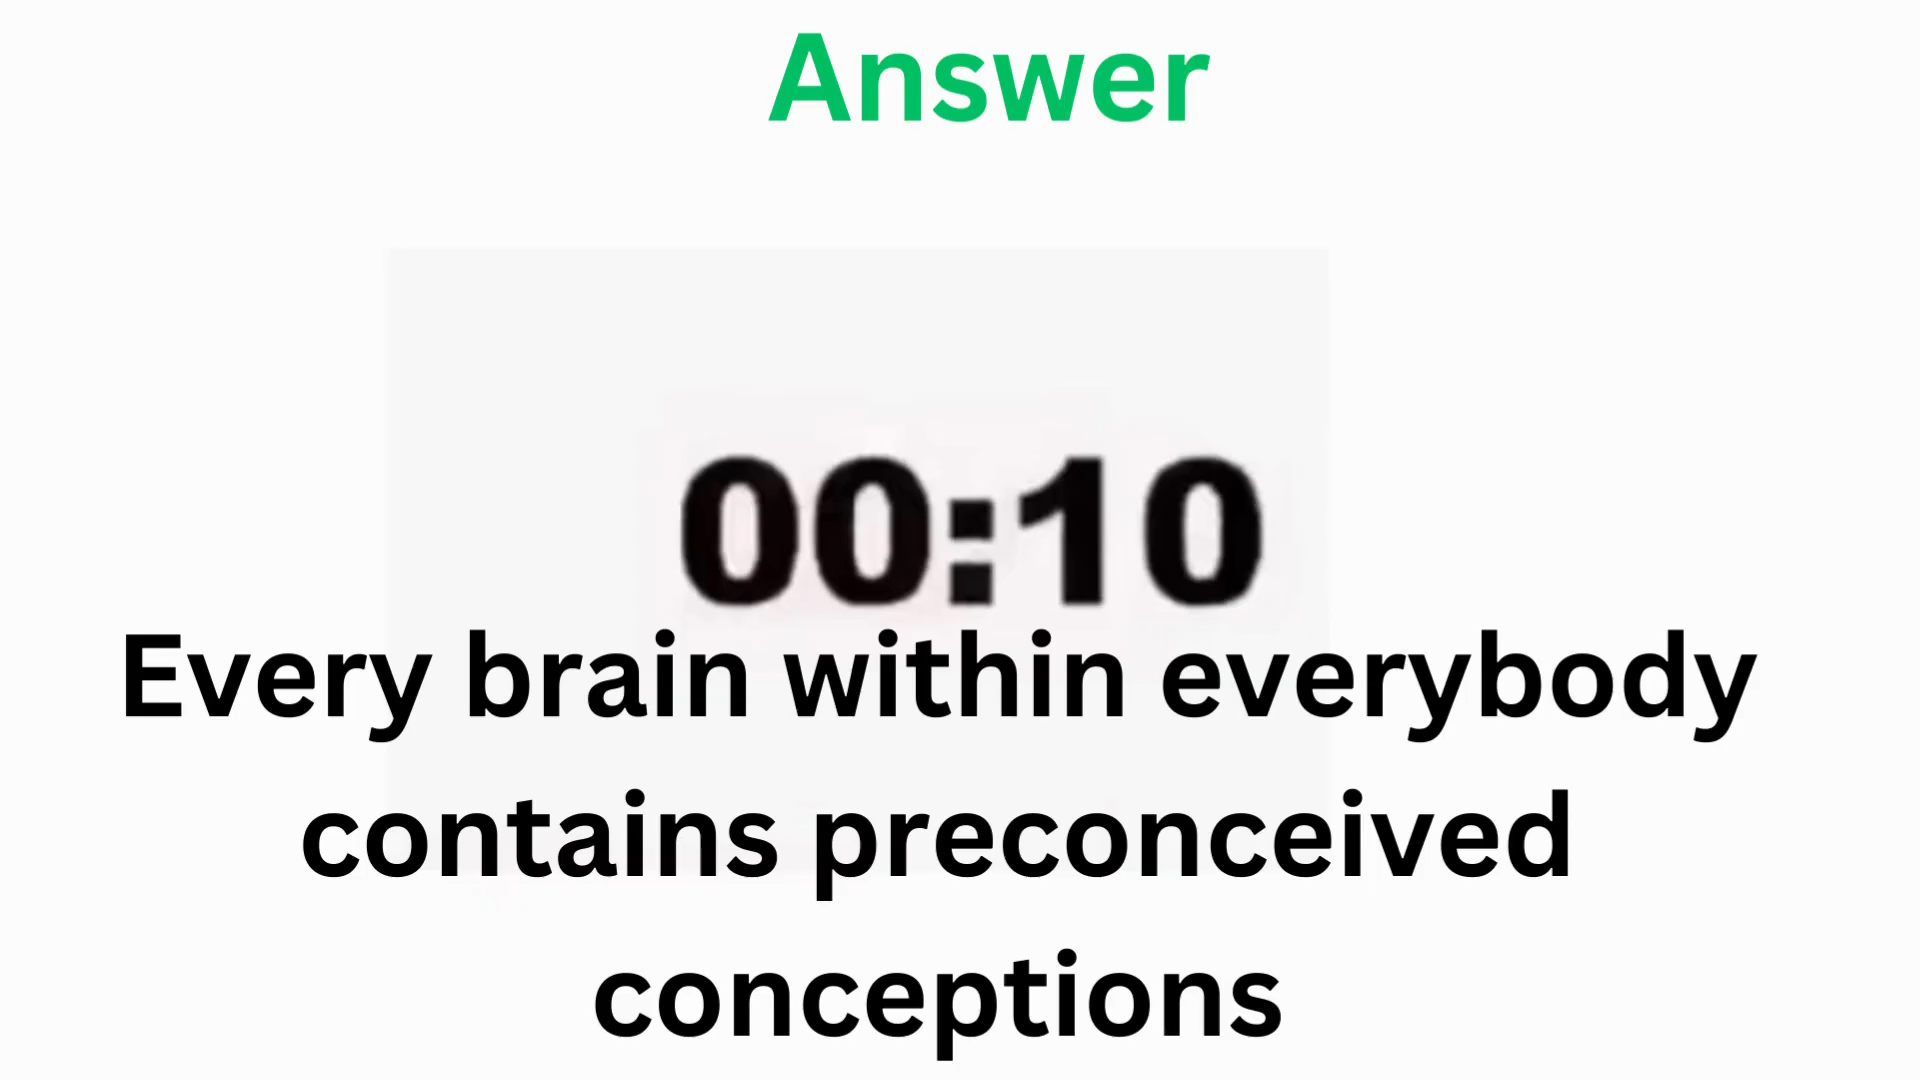 Answer
00:10
Every brain within everybody
contains preconceived
conceptions